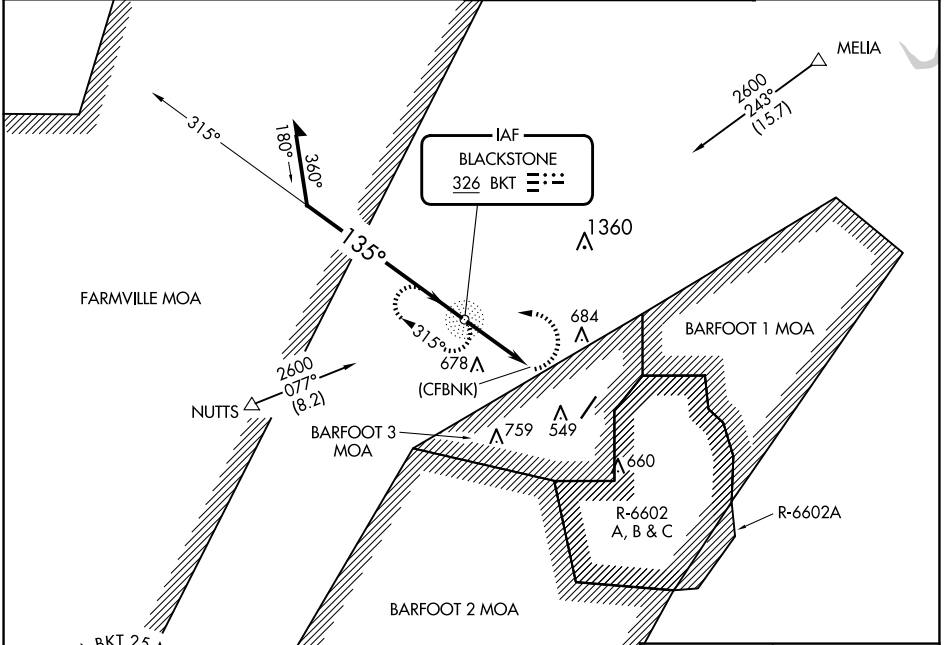 MELIA
2600
243°
(15.7)
315°
180°
360°
IAF
BLACKSTONE
326 BKT
135°
1360
FARMVILLE MOA
315°
684
678
BARFOOT 1 MOA
2600
077°
(8.2)
(CFBNK)
NUTTS
BARFOOT 3
MOA
759
549
660
R-6602
A, B & C
R-6602A
BARFOOT 2 MOA
BKT 25